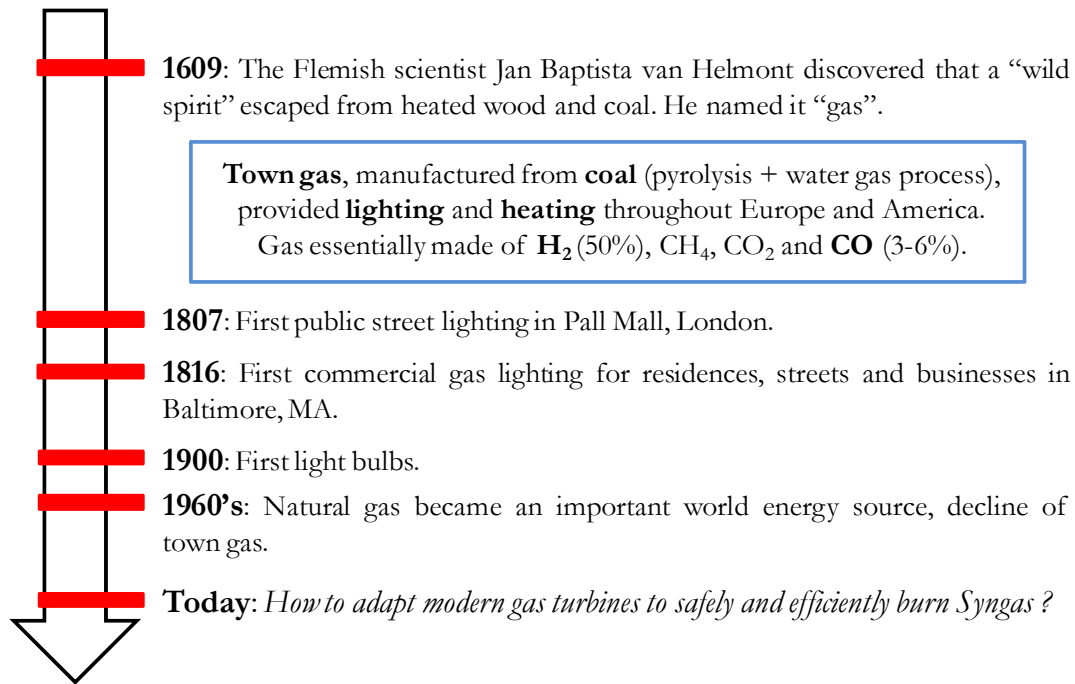 1609: The Flemish scientist Jan Baptista van Helmont discovered that a “wild
spirit” escaped from heated wood and coal. He named it “gas”.
Town gas, manufactured from coal (pyrolysis + water gas process),
provided lighting and heating throughout Europe and America.
Gas essentially made of H₂ (50%), CH₄, CO₂ and CO (3-6%).
1807: First public street lighting in Pall Mall, London.
1816: First commercial gas lighting for residences, streets and businesses in
Baltimore, MA.
1900: First light bulbs.
1960’s: Natural gas became an important world energy source, decline of
town gas.
Today: How to adapt modern gas turbines to safely and efficiently burn Syngas ?